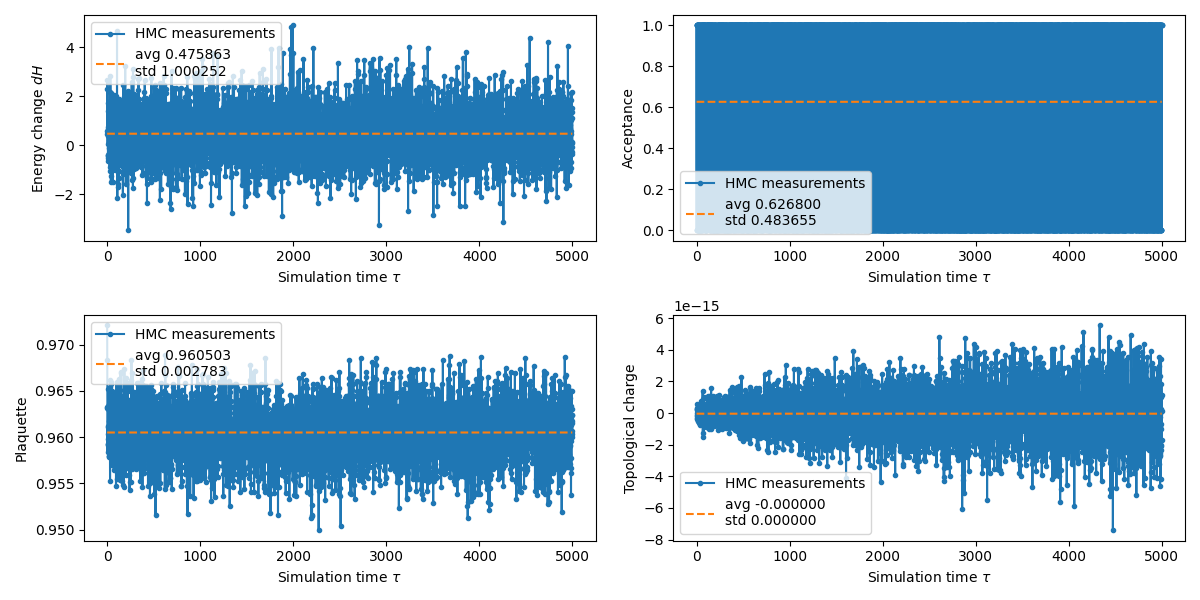 HMC measurements
avg 0.475863
std 1.000252
4
2
0
−2
Energy change dH
0 1000 2000 3000 4000 5000
Simulation time τ
1.0
0.8
0.6
0.4
0.2
0.0
Acceptance
HMC measurements
avg 0.626800
std 0.483655
0 1000 2000 3000 4000 5000
Simulation time τ
HMC measurements
avg 0.960503
std 0.002783
0.970
0.965
0.960
0.955
0.950
Plaquette
0 1000 2000 3000 4000 5000
Simulation time τ
1e−15
6
4
2
0
−2
−4
−6
−8
Topological charge
HMC measurements
avg -0.000000
std 0.000000
0 1000 2000 3000 4000 5000
Simulation time τ